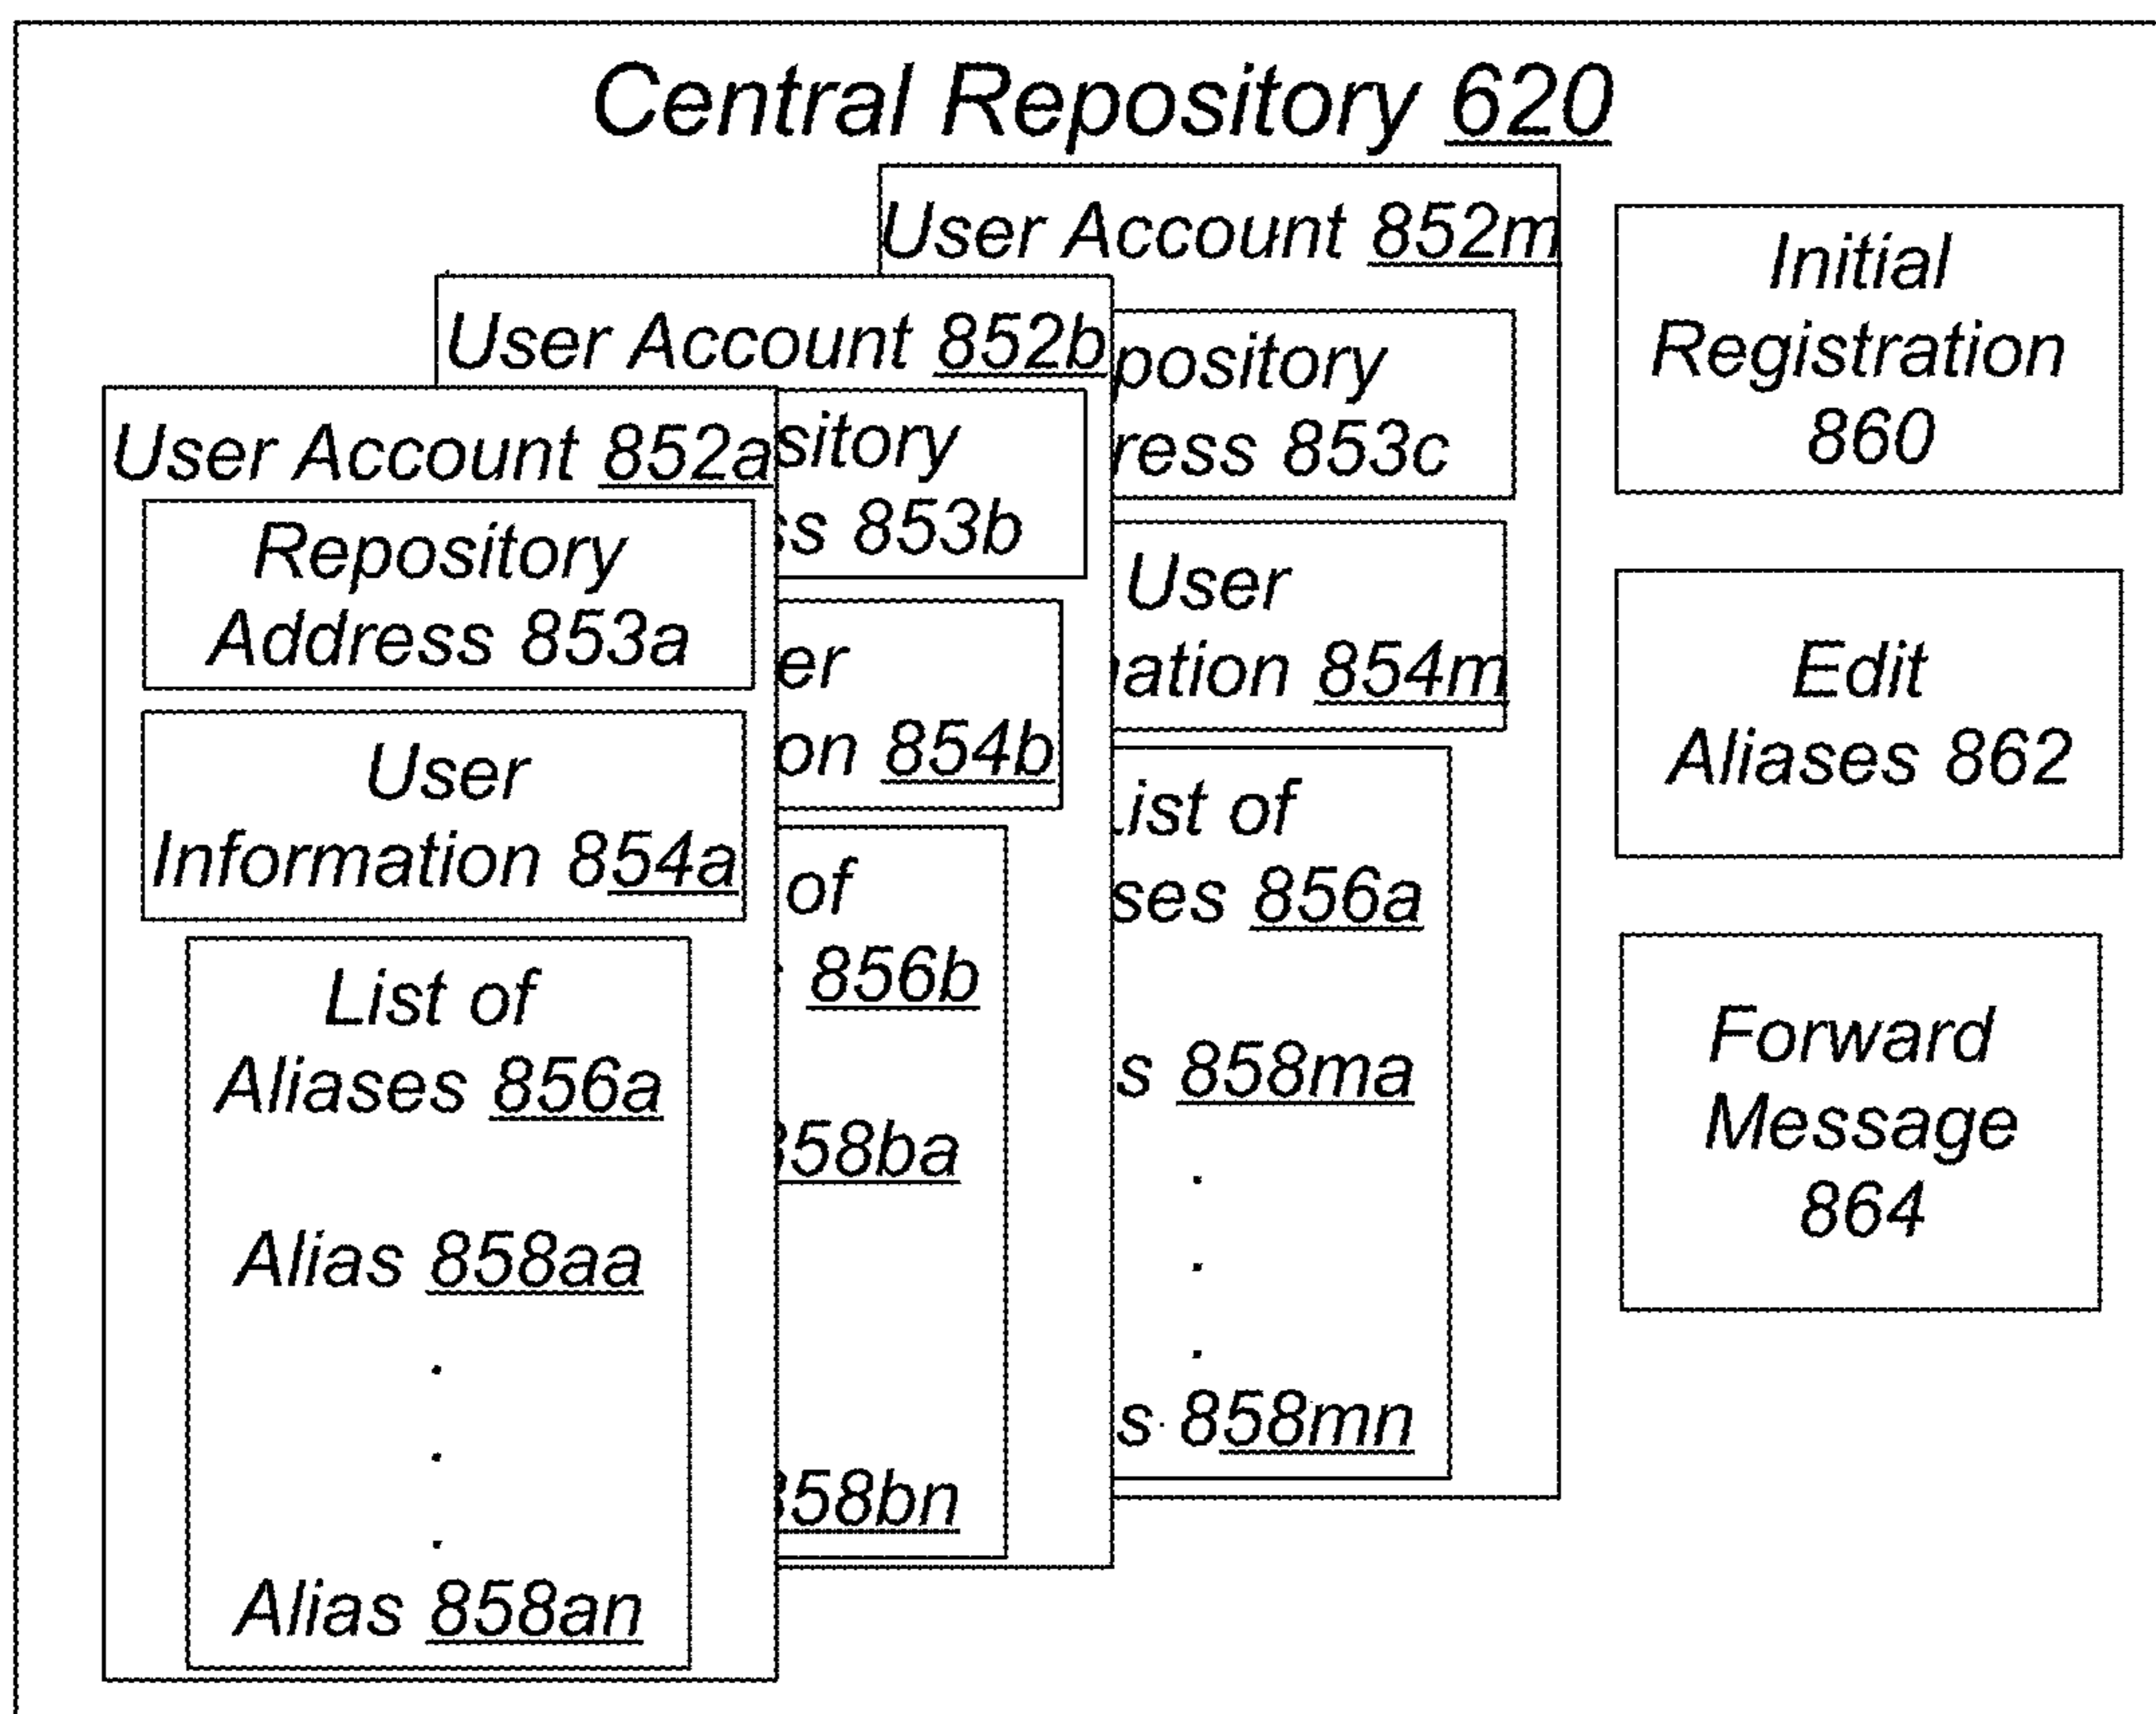 Central Repository 620
User Account 852m
pository
ress 853c
User
ation 854m
ist of
ses 856a
s 858ma
.
.
.
s 858mn
User Account 852b
sitory
s 853b
er
on 854b
of
856b
58ba
58bn
User Account 852a
Repository
Address 853a
User
Information 854a
List of
Aliases 856a
Alias 858aa
.
.
.
Alias 858an
Initial
Registration
860
Edit
Aliases 862
Forward
Message
864